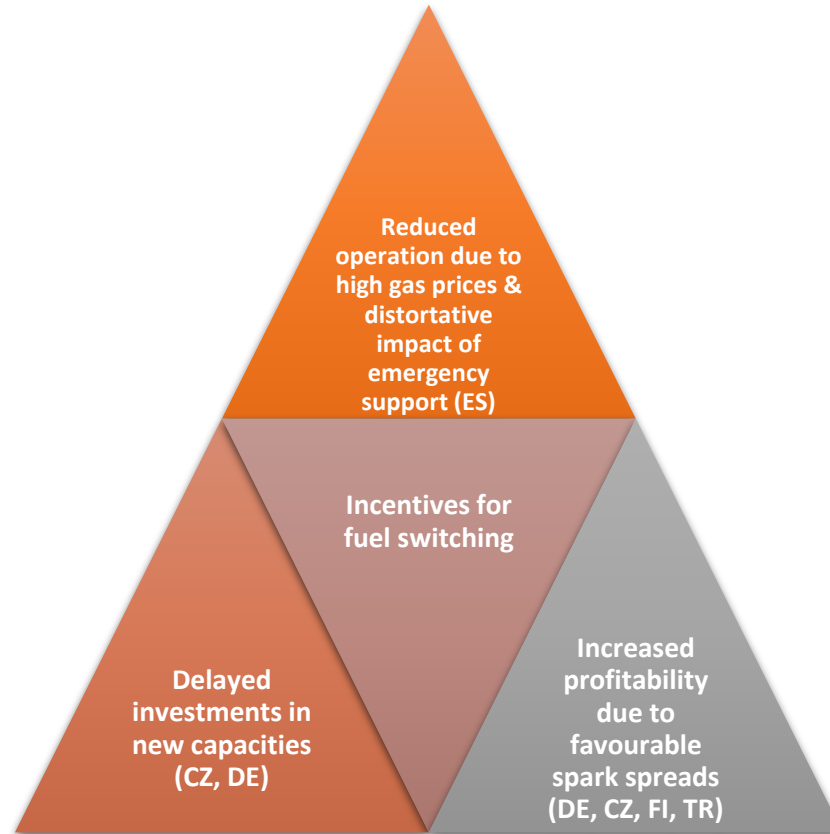 Reduced
operation due to
high gas prices &
distortative
impact of
emergency
support (ES)
Incentives for
fuel switching
Delayed
investments in
new capacities
(CZ, DE)
Increased
profitability
due to
favourable
spark spreads
(DE, CZ, FI, TR)